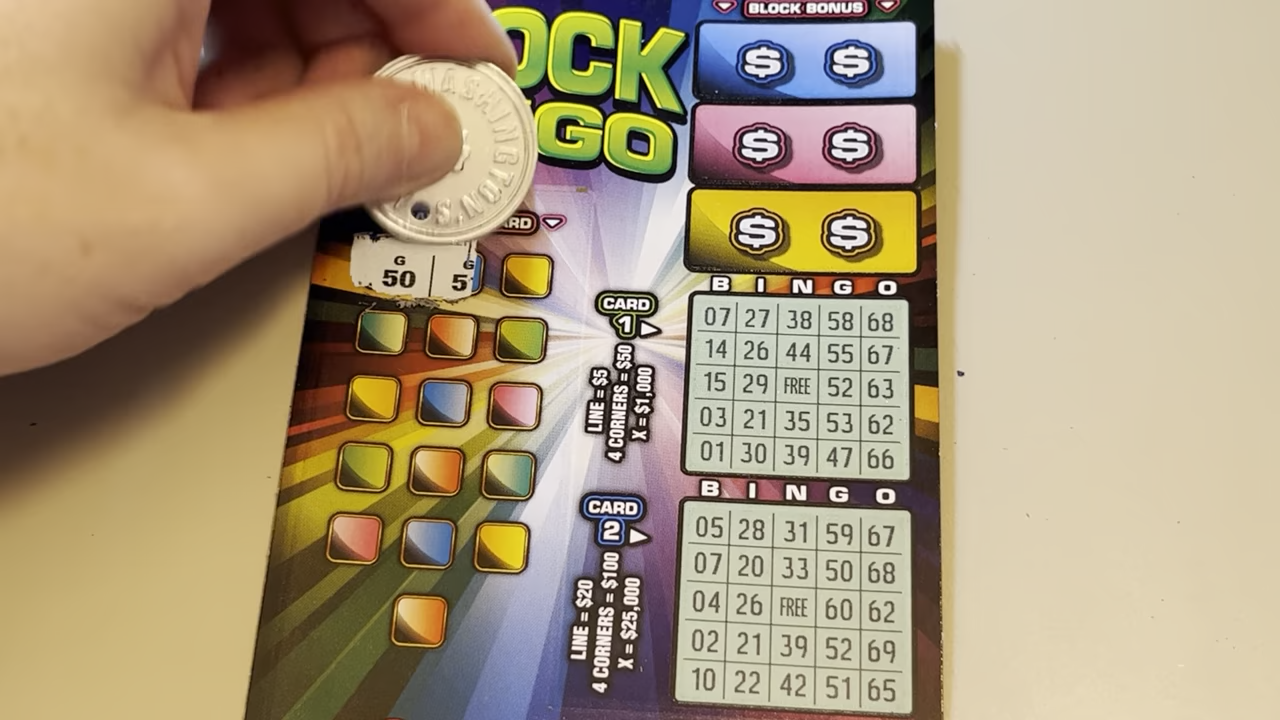 BLOCK BONUS
OCK
GO
$ $
$ $
$ $
WASHINGTON'S
ARD
G G
50 5
CARD
1
LINE = $5
4 CORNERS = $50
X = $1,000
B I N G O
07 27 38 58 68
14 26 44 55 67
15 29 FREE 52 63
03 21 35 53 62
01 30 39 47 66
CARD
2
LINE = $20
4 CORNERS = $100
X = $25,000
B I N G O
05 28 31 59 67
07 20 33 50 68
04 26 FREE 60 62
02 21 39 52 69
10 22 42 51 65